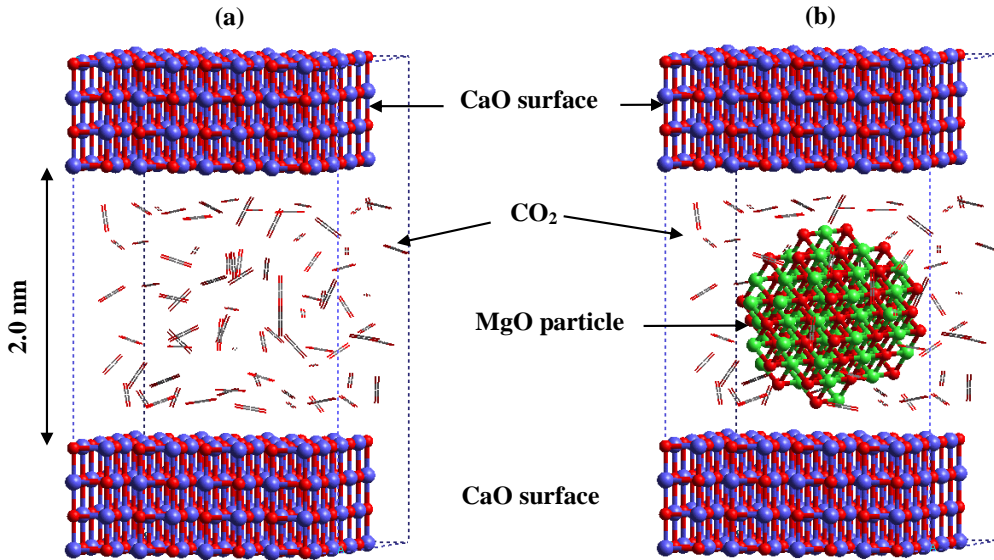 (a)
(b)
CaO surface
CO₂
2.0 nm
MgO particle
CaO surface